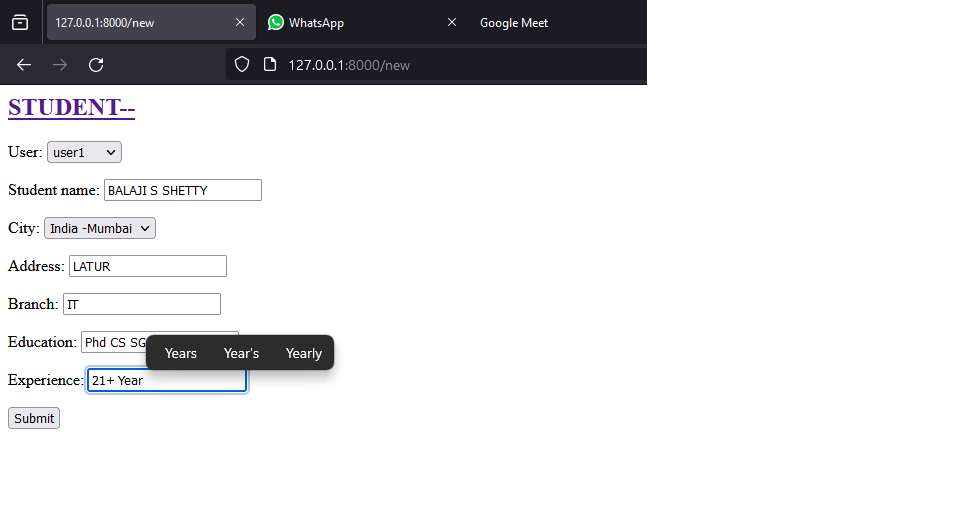 127.0.0.1:8000/new
WhatsApp
Google Meet
127.0.0.1:8000/new
STUDENT--
User: user1
Student name: BALAJI S SHETTY
City: India -Mumbai
Address: LATUR
Branch: IT
Education: Phd CS SG
Years Year's Yearly
Experience: 21+ Year
Submit